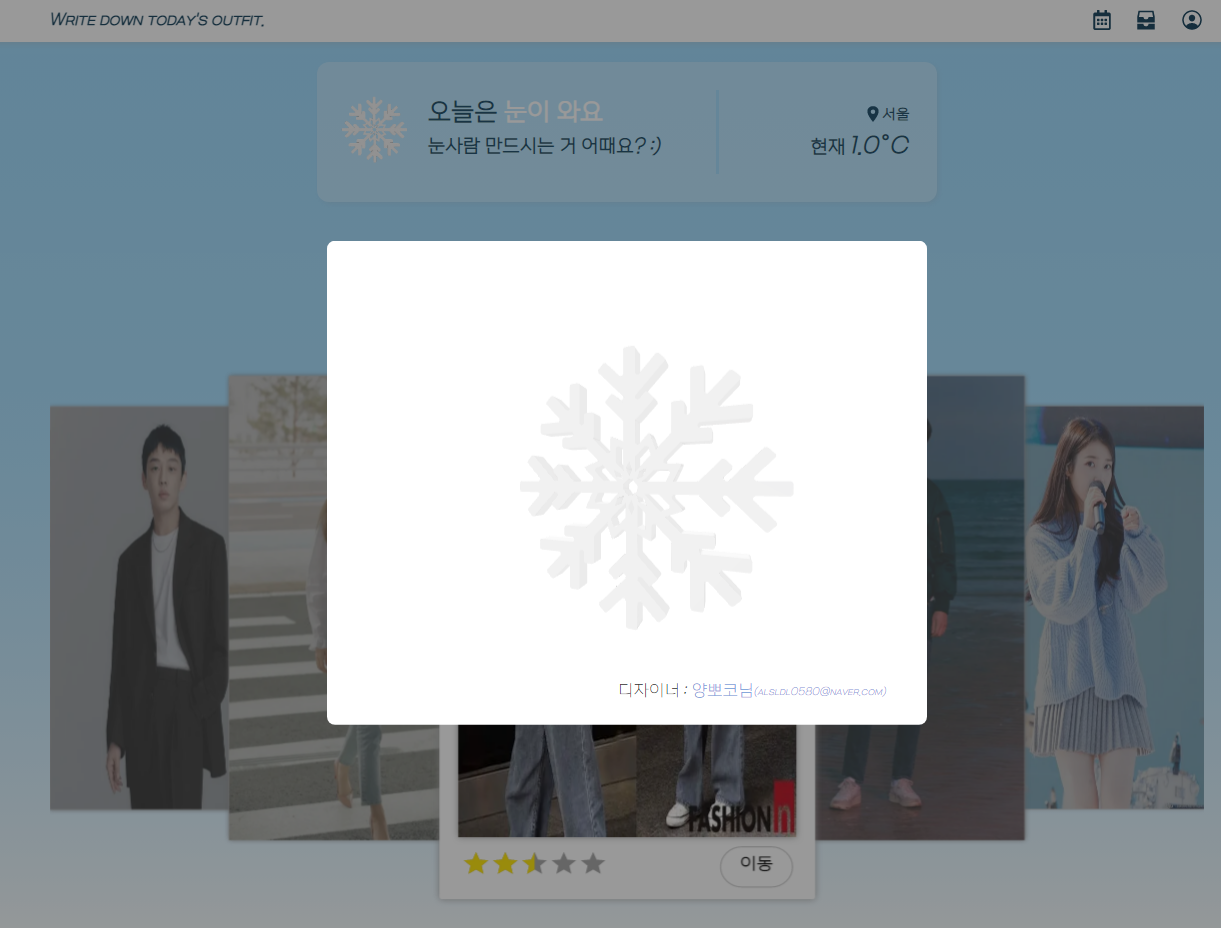 Write down today's outfit.
오늘은 눈이 와요
눈사람 만드시는 거 어때요? :)
서울
현재 1.0°C
디자이너 : 양뽀코님(alsldl0580@naver.com)
FASHION in
이동